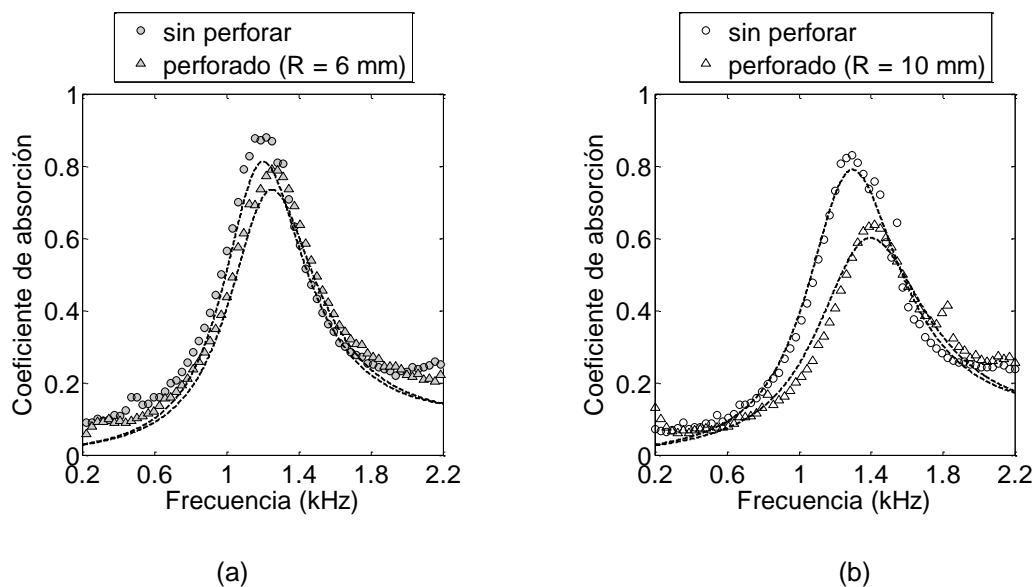 sin perforar
perforado (R = 6 mm)
1
0.8
0.6
0.4
0.2
0
Coeficiente de absorción
0.2 0.6 1 1.4 1.8 2.2
Frecuencia (kHz)
(a)
sin perforar
perforado (R = 10 mm)
1
0.8
0.6
0.4
0.2
0
Coeficiente de absorción
0.2 0.6 1 1.4 1.8 2.2
Frecuencia (kHz)
(b)